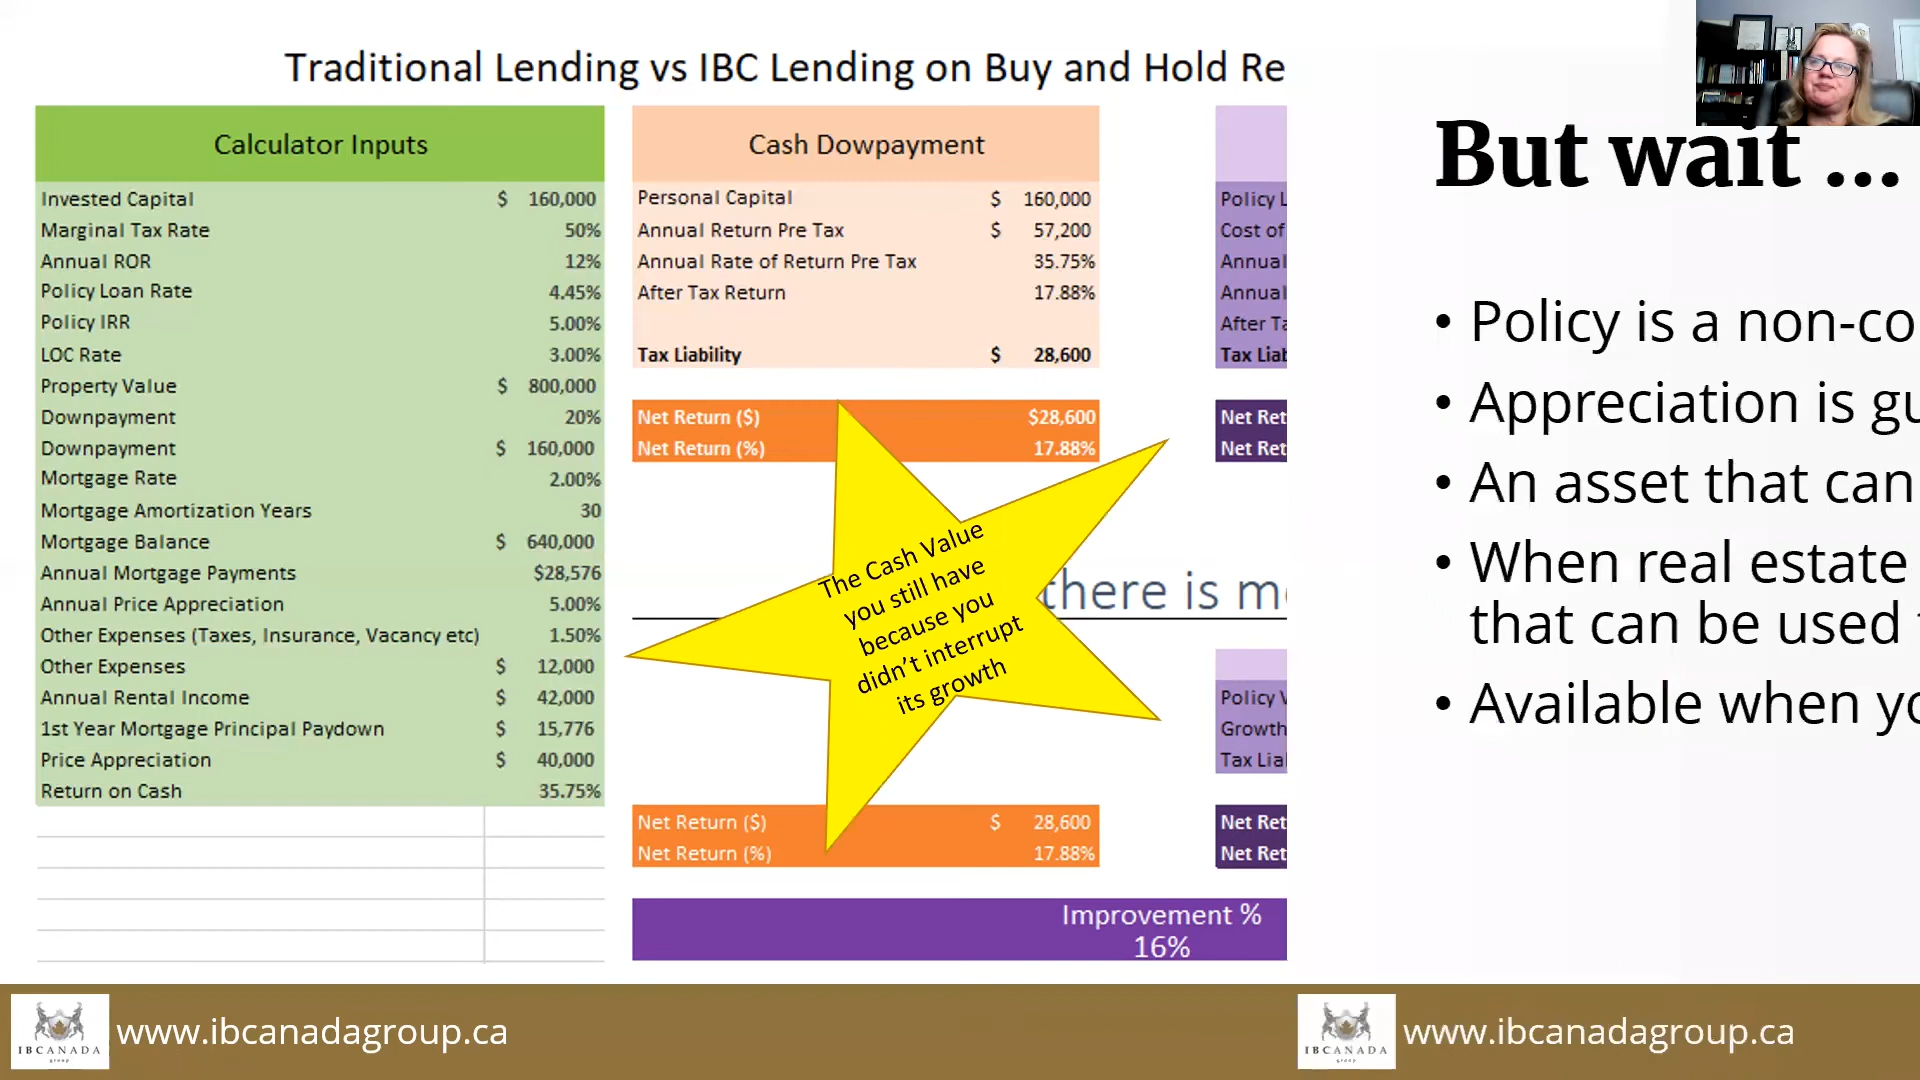 Traditional Lending vs IBC Lending on Buy and Hold Re
Calculator Inputs
Invested Capital $ 160,000
Marginal Tax Rate 50%
Annual ROR 12%
Policy Loan Rate 4.45%
Policy IRR 5.00%
LOC Rate 3.00%
Property Value $ 800,000
Downpayment 20%
Downpayment $ 160,000
Mortgage Rate 2.00%
Mortgage Amortization Years 30
Mortgage Balance $ 640,000
Annual Mortgage Payments $28,576
Annual Price Appreciation 5.00%
Other Expenses (Taxes, Insurance, Vacancy etc) 1.50%
Other Expenses $ 12,000
Annual Rental Income $ 42,000
1st Year Mortgage Principal Paydown $ 15,776
Price Appreciation $ 40,000
Return on Cash 35.75%
Cash Dowpayment
Personal Capital $ 160,000
Annual Return Pre Tax $ 57,200
Annual Rate of Return Pre Tax 35.75%
After Tax Return 17.88%
Tax Liability $ 28,600
Net Return ($) $28,600
Net Return (%) 17.88%
The Cash Value
you still have
because you
didn't interrupt
its growth
there is m
Net Return ($) $ 28,600
Net Return (%) 17.88%
Policy L
Cost of
Annual
Annual
After Ta
Tax Liab
Net Ret
Net Ret
Policy V
Growth
Tax Lia
Net Ret
Net Ret
Improvement %
16%
But wait ...
• Policy is a non-co
• Appreciation is gu
• An asset that can
• When real estate
that can be used
• Available when yo
IBCANADA
group
www.ibcanadagroup.ca
IBCANADA
group
www.ibcanadagroup.ca